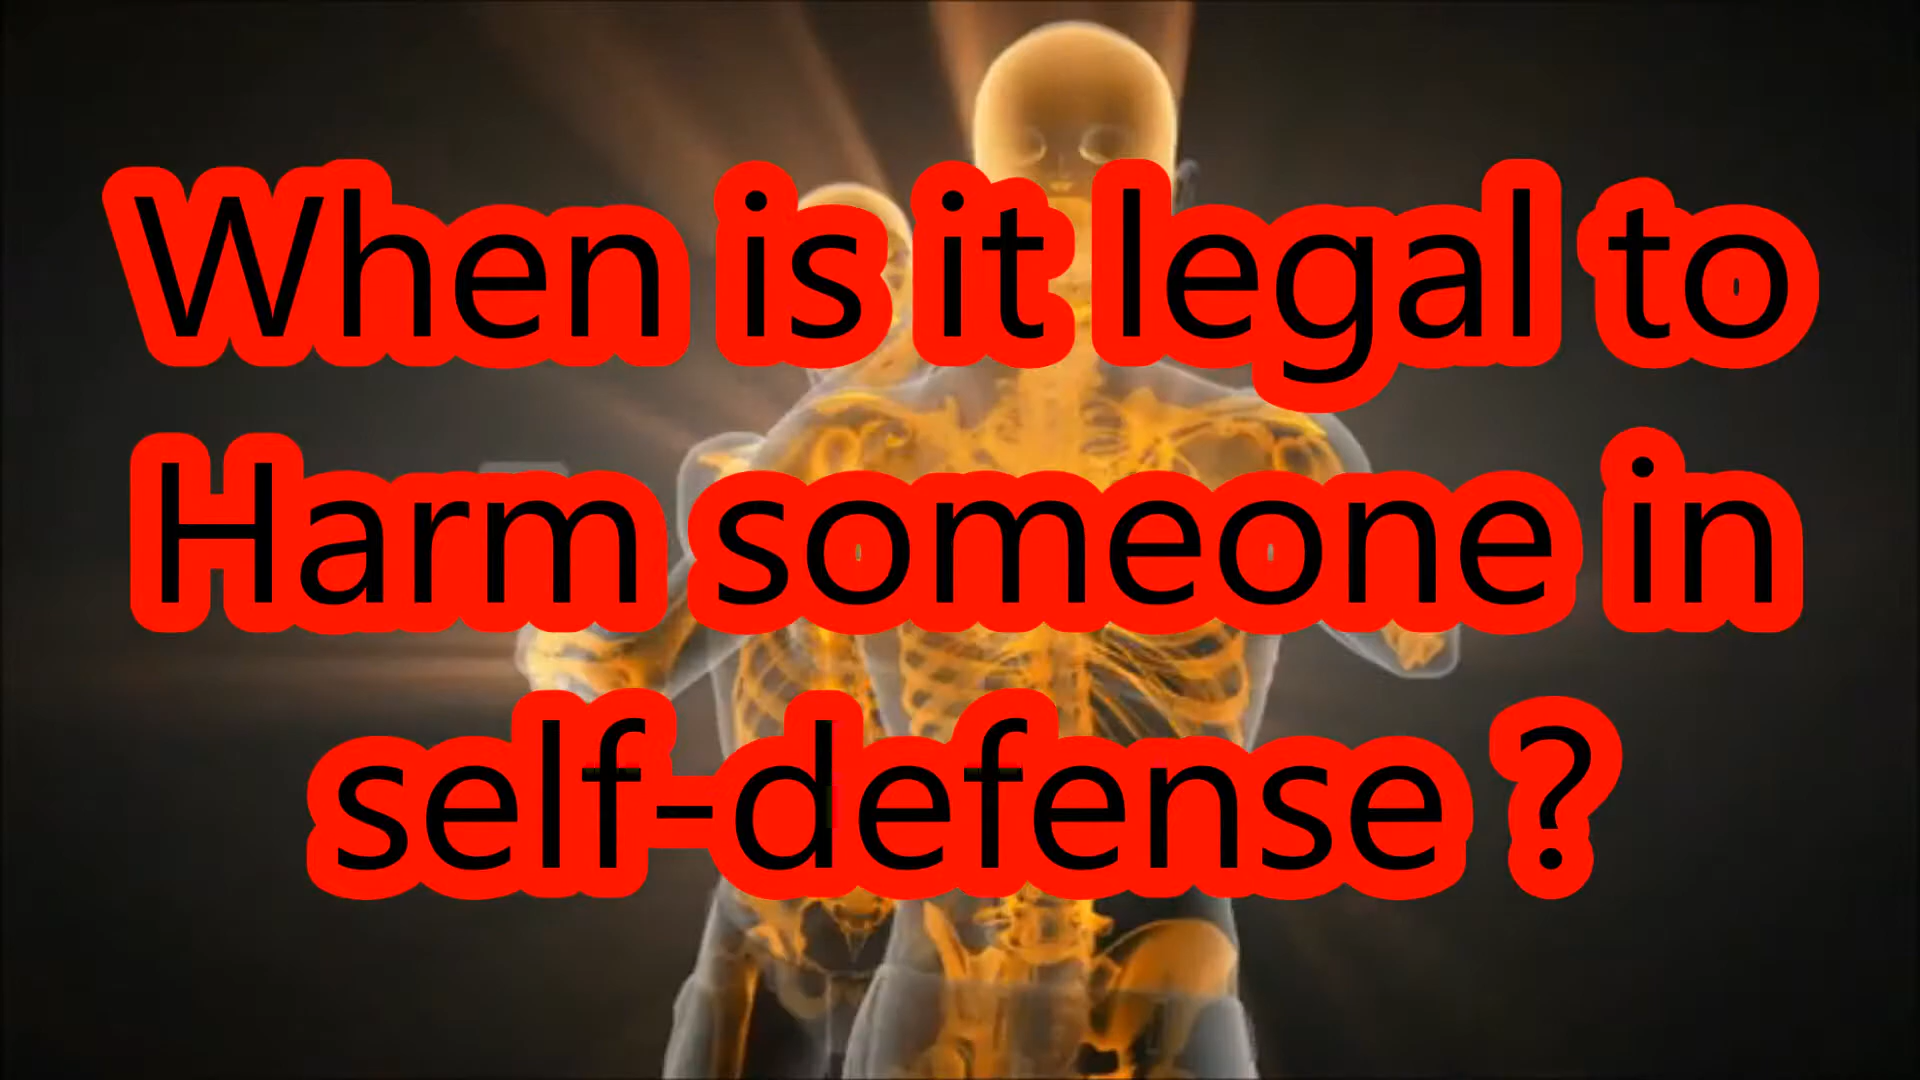 When is it legal to
Harm someone in
self-defense ?